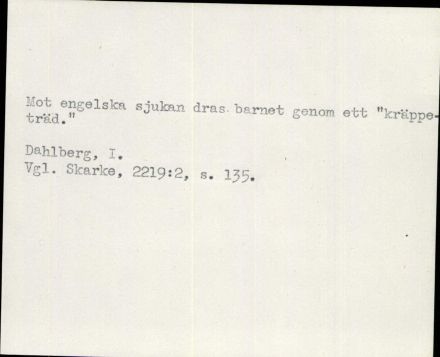 Mot engelska sjukan dras barnet genom ett "kräppe-
träd."
Dahlberg, I.
Vgl. Skarke, 2219:2, s. 135.